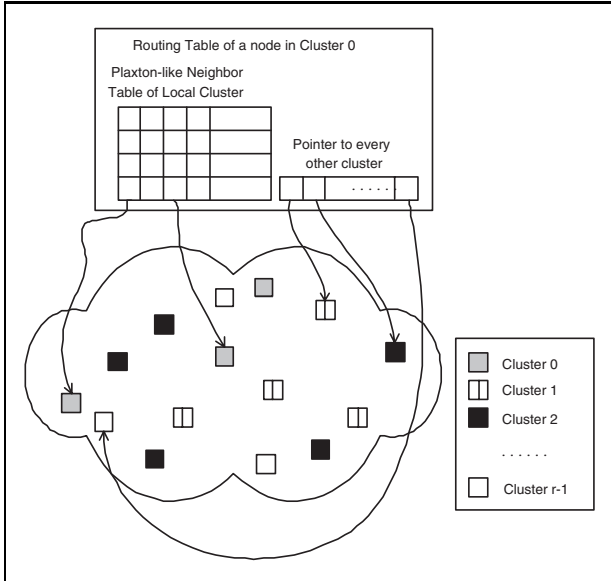 Routing Table of a node in Cluster 0
Plaxton-like Neighbor
Table of Local Cluster
Pointer to every
other cluster
. . . . . .
Cluster 0
Cluster 1
Cluster 2
. . . . . .
Cluster r-1